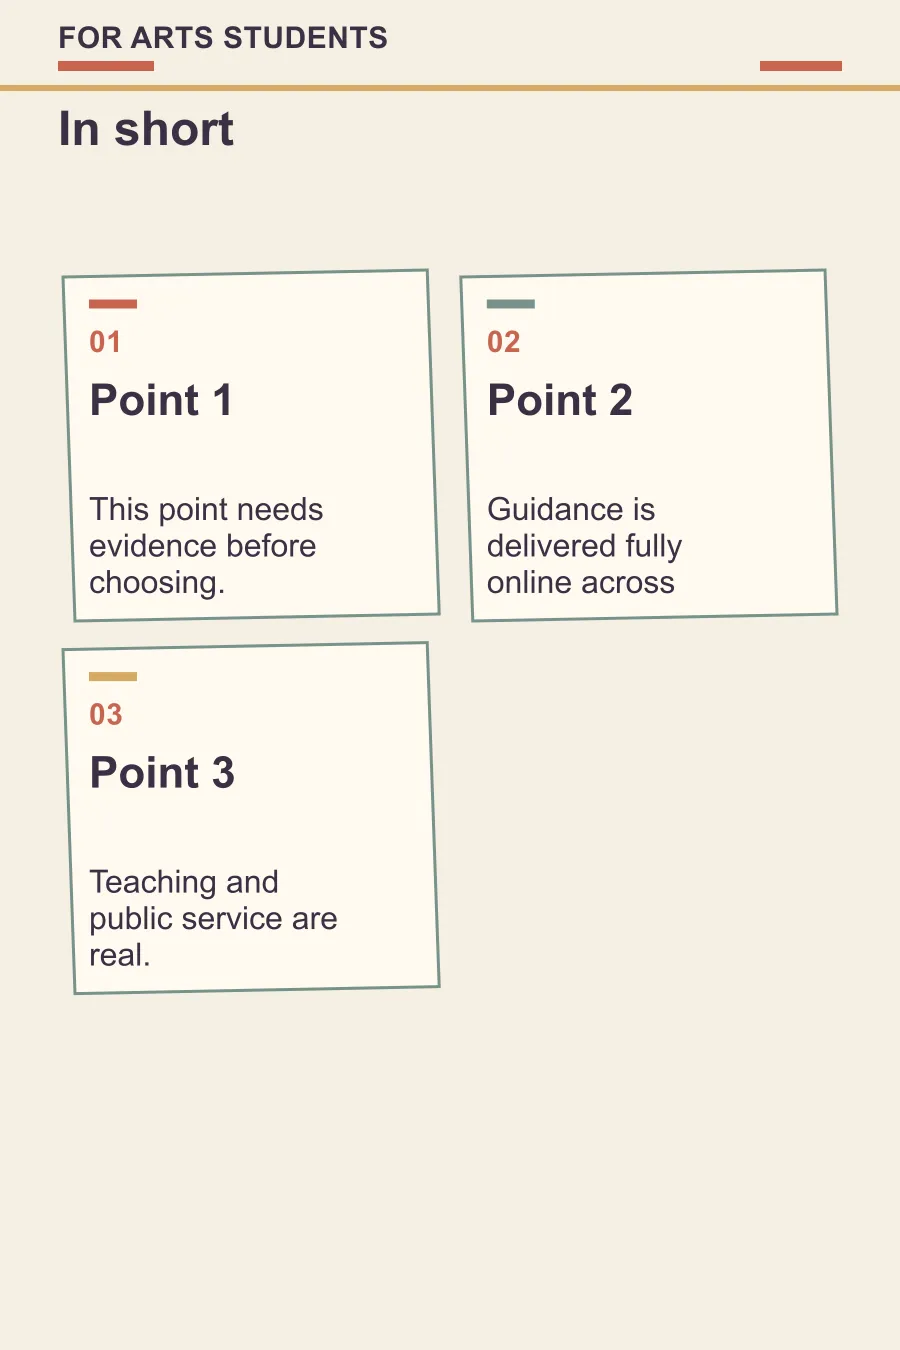 FOR ARTS STUDENTS
In short
01
Point 1
This point needs
evidence before
choosing.
02
Point 2
Guidance is
delivered fully
online across
03
Point 3
Teaching and
public service are
real.